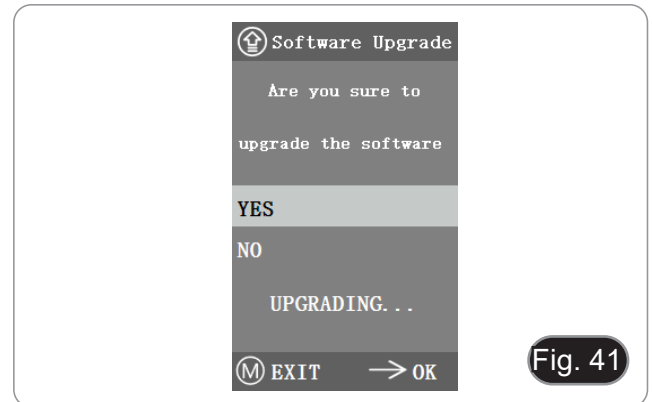 Software Upgrade
Are you sure to
upgrade the software
YES
NO
UPGRADING...
M EXIT → OK
Fig. 41